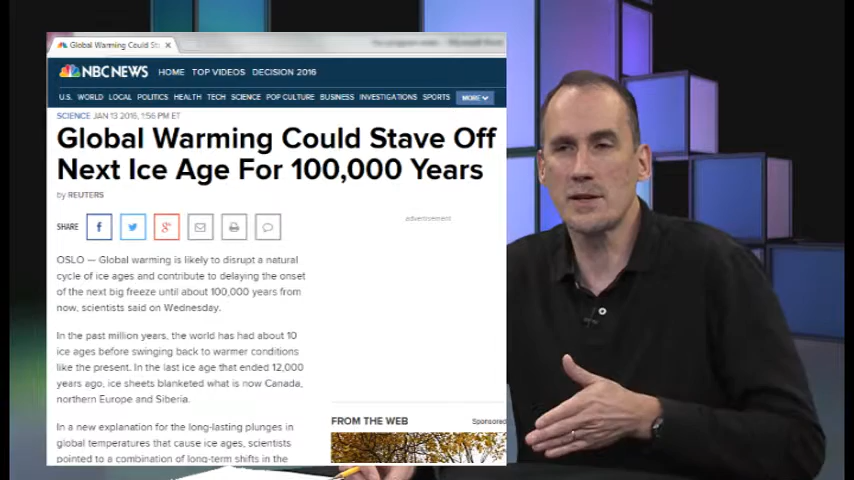 Global Warming Could St
NBC NEWS HOME TOP VIDEOS DECISION 2016
U.S. WORLD LOCAL POLITICS HEALTH TECH SCIENCE POP CULTURE BUSINESS INVESTIGATIONS SPORTS MORE
SCIENCE JAN 13 2016, 1:56 PM ET
Global Warming Could Stave Off
Next Ice Age For 100,000 Years
by REUTERS
SHARE
advertisement
OSLO — Global warming is likely to disrupt a natural
cycle of ice ages and contribute to delaying the onset
of the next big freeze until about 100,000 years from
now, scientists said on Wednesday.
In the past million years, the world has had about 10
ice ages before swinging back to warmer conditions
like the present. In the last ice age that ended 12,000
years ago, ice sheets blanketed what is now Canada,
northern Europe and Siberia.
In a new explanation for the long-lasting plunges in
global temperatures that cause ice ages, scientists
pointed to a combination of long-term shifts in the
FROM THE WEB Sponsored